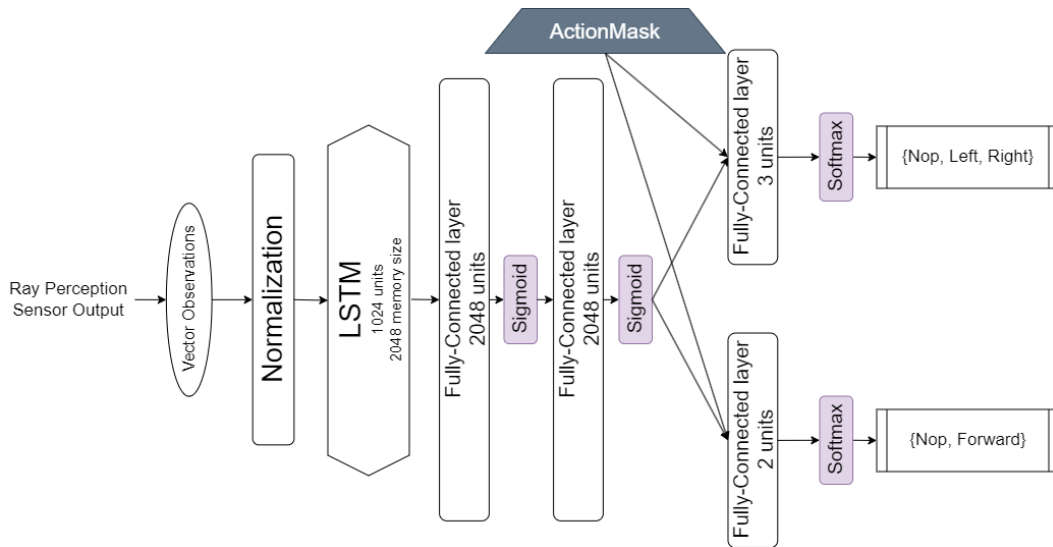 ActionMask
Ray Perception
Sensor Output
Vector Observations
Normalization
LSTM
1024 units
2048 memory size
Fully-Connected layer
2048 units
Sigmoid
Fully-Connected layer
2048 units
Sigmoid
Fully-Connected layer
3 units
Softmax
{Nop, Left, Right}
Fully-Connected layer
2 units
Softmax
{Nop, Forward}